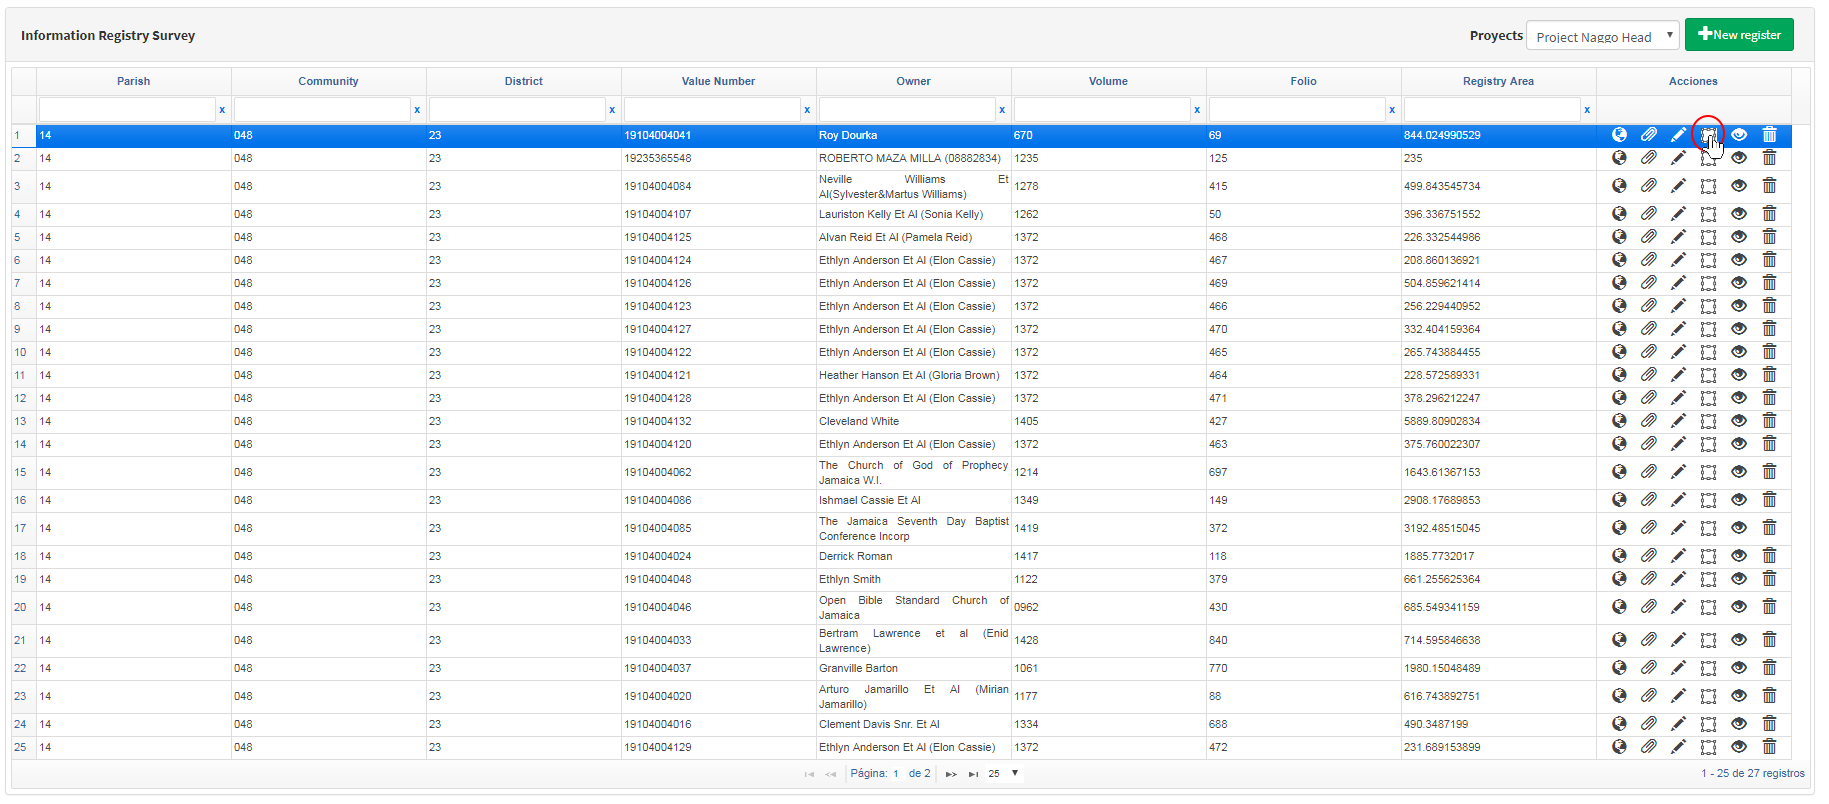 Information Registry Survey Proyects Project Naggo Head New register
Parish Community District Value Number Owner Volume Folio Registry Area Acciones
x x x x x x x x
1 14 048 23 19104004041 Roy Dourka 670 69 844.024990529
2 14 048 23 19235365548 ROBERTO MAZA MILLA (08882834) 1235 125 235
3 14 048 23 19104004084 Neville Williams Et Al(Sylvester&Martus Williams) 1278 415 499.843545734
4 14 048 23 19104004107 Lauriston Kelly Et Al (Sonia Kelly) 1262 50 396.336751552
5 14 048 23 19104004125 Alvan Reid Et Al (Pamela Reid) 1372 468 226.332544986
6 14 048 23 19104004124 Ethlyn Anderson Et Al (Elon Cassie) 1372 467 208.860136921
7 14 048 23 19104004126 Ethlyn Anderson Et Al (Elon Cassie) 1372 469 504.859621414
8 14 048 23 19104004123 Ethlyn Anderson Et Al (Elon Cassie) 1372 466 256.229440952
9 14 048 23 19104004127 Ethlyn Anderson Et Al (Elon Cassie) 1372 470 332.404159364
10 14 048 23 19104004122 Ethlyn Anderson Et Al (Elon Cassie) 1372 465 265.743884455
11 14 048 23 19104004121 Heather Hanson Et Al (Gloria Brown) 1372 464 228.572589331
12 14 048 23 19104004128 Ethlyn Anderson Et Al (Elon Cassie) 1372 471 378.296212247
13 14 048 23 19104004132 Cleveland White 1405 427 5889.80902834
14 14 048 23 19104004120 Ethlyn Anderson Et Al (Elon Cassie) 1372 463 375.760022307
15 14 048 23 19104004062 The Church of God of Prophecy Jamaica W.I. 1214 697 1643.61367153
16 14 048 23 19104004086 Ishmael Cassie Et Al 1349 149 2908.17689853
17 14 048 23 19104004085 The Jamaica Seventh Day Baptist Conference Incorp 1419 372 3192.48515045
18 14 048 23 19104004024 Derrick Roman 1417 118 1885.7732017
19 14 048 23 19104004048 Ethlyn Smith 1122 379 661.255625364
20 14 048 23 19104004046 Open Bible Standard Church of Jamaica 0962 430 685.549341159
21 14 048 23 19104004033 Bertram Lawrence et al (Enid Lawrence) 1428 840 714.595846638
22 14 048 23 19104004037 Granville Barton 1061 770 1980.15048489
23 14 048 23 19104004020 Arturo Jamarillo Et Al (Mirian Jamarillo) 1177 88 616.743892751
24 14 048 23 19104004016 Clement Davis Snr. Et Al 1334 688 490.3487199
25 14 048 23 19104004129 Ethlyn Anderson Et Al (Elon Cassie) 1372 472 231.689153899
Página: 1 de 2 25 1 - 25 de 27 registros